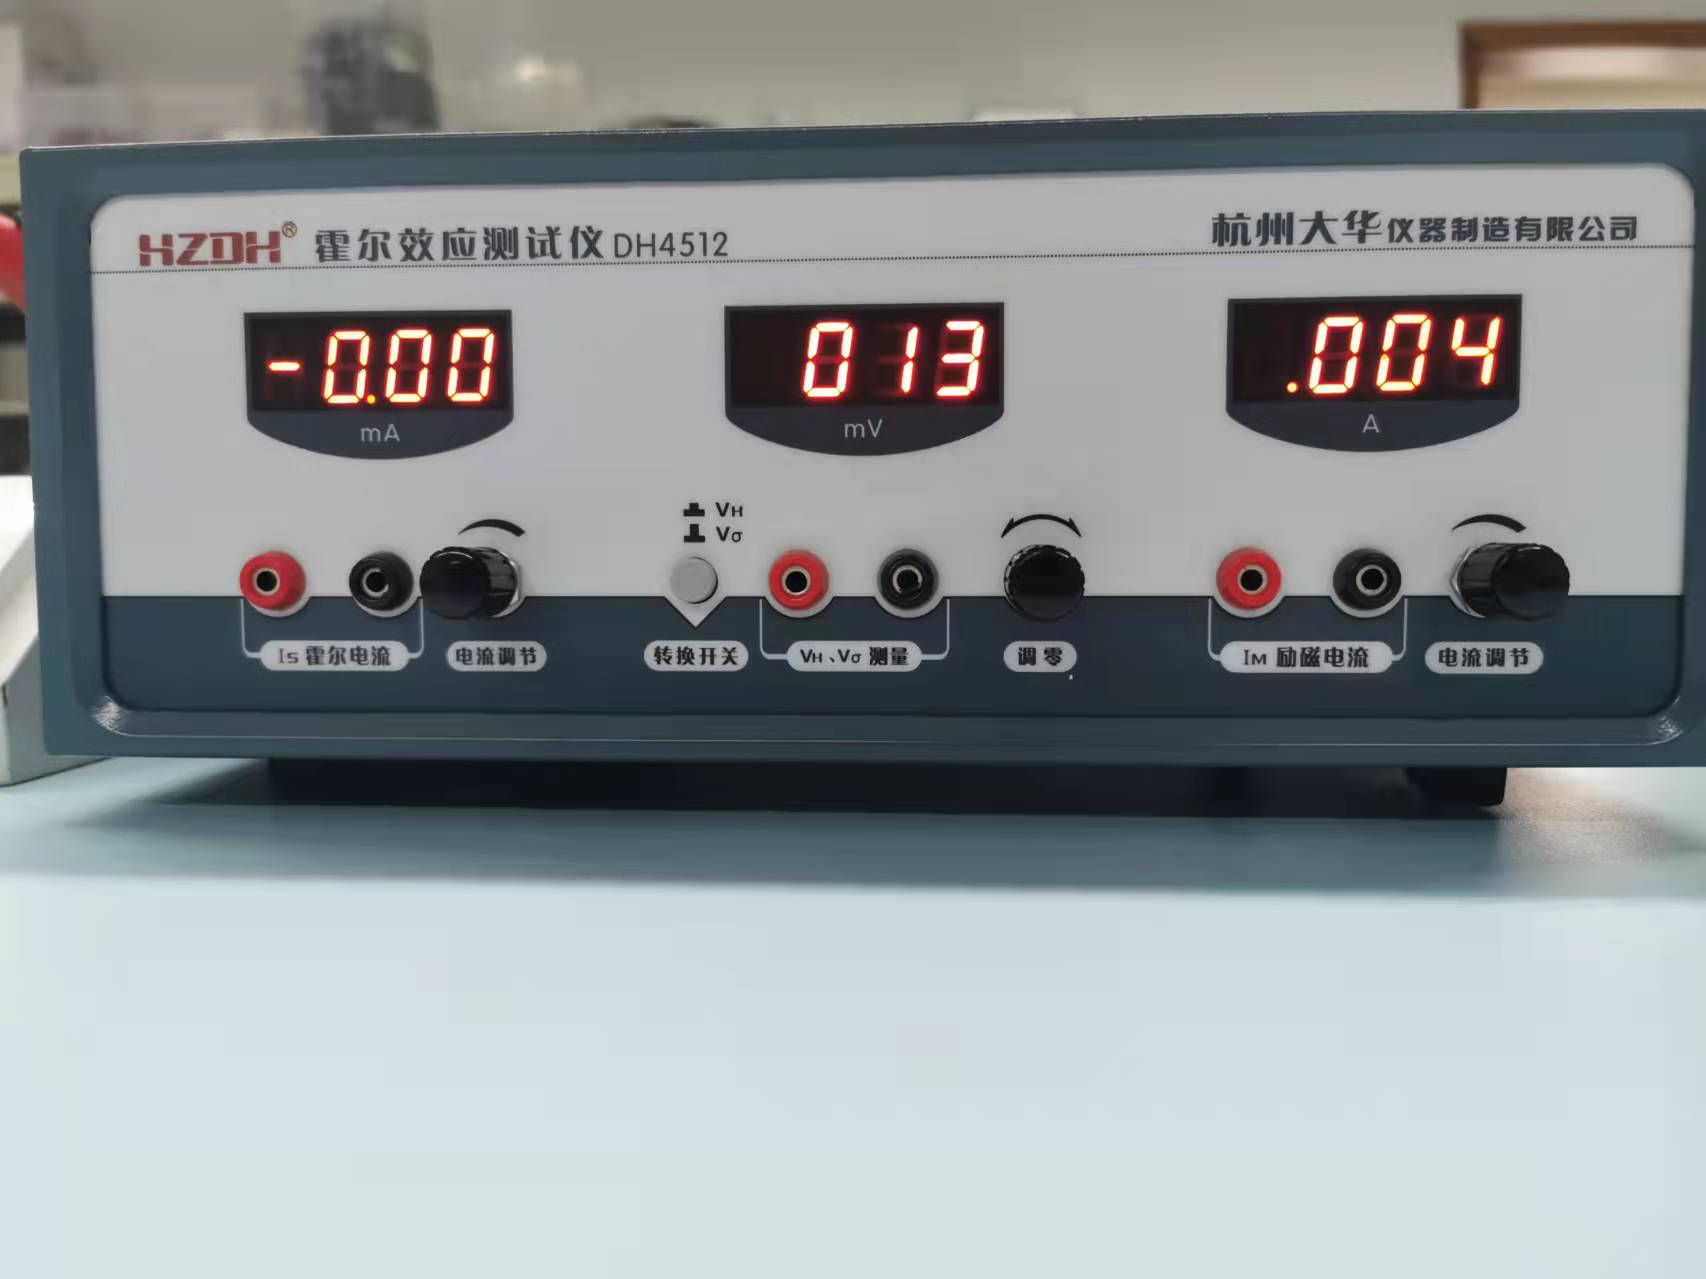 HZDH® 霍尔效应测试仪 DH4512
杭州大华仪器制造有限公司
-0.00
013
.004
mA
mV
A
VH
Vσ
Is 霍尔电流
电流调节
转换开关
VH、Vσ 测量
调零
IM 励磁电流
电流调节